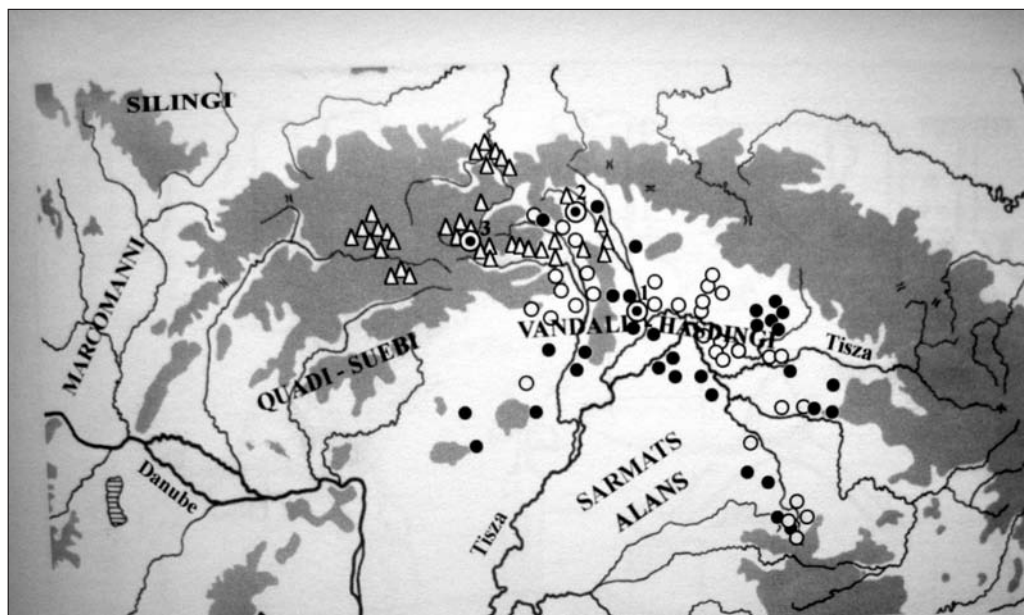 SILINGI
2
3
MARCOMANNI
1
VANDALI - HASDINGI
Tisza
QUADI - SUEBI
SARMATS
ALANS
Danube
Tisza